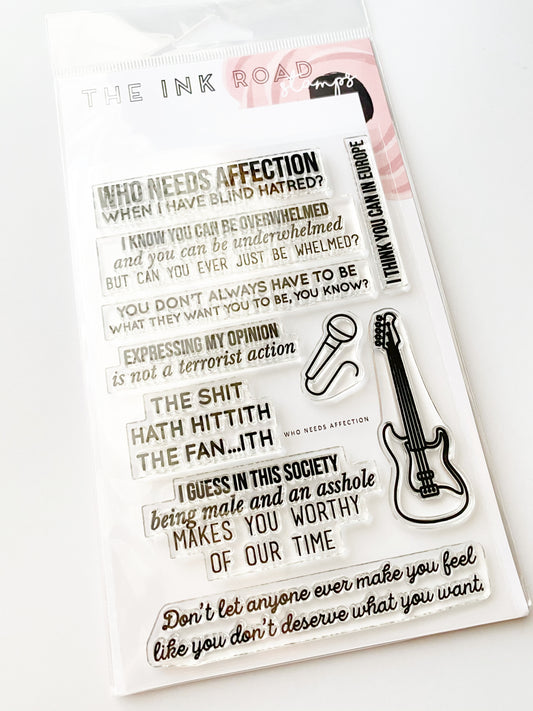 THE INK ROAD
stamps
WHO NEEDS AFFECTION
WHEN I HAVE BLIND HATRED?
I THINK YOU CAN IN EUROPE
I KNOW YOU CAN BE OVERWHELMED
and you can be underwhelmed
BUT CAN YOU EVER JUST BE WHELMED?
YOU DON'T ALWAYS HAVE TO BE
WHAT THEY WANT YOU TO BE, YOU KNOW?
EXPRESSING MY OPINION
is not a terrorist action
THE SHIT
HATH HITTITH
THE FAN...ITH
WHO NEEDS AFFECTION
I GUESS IN THIS SOCIETY
being male and an asshole
MAKES YOU WORTHY
OF OUR TIME
Don't let anyone ever make you feel
like you don't deserve what you want.